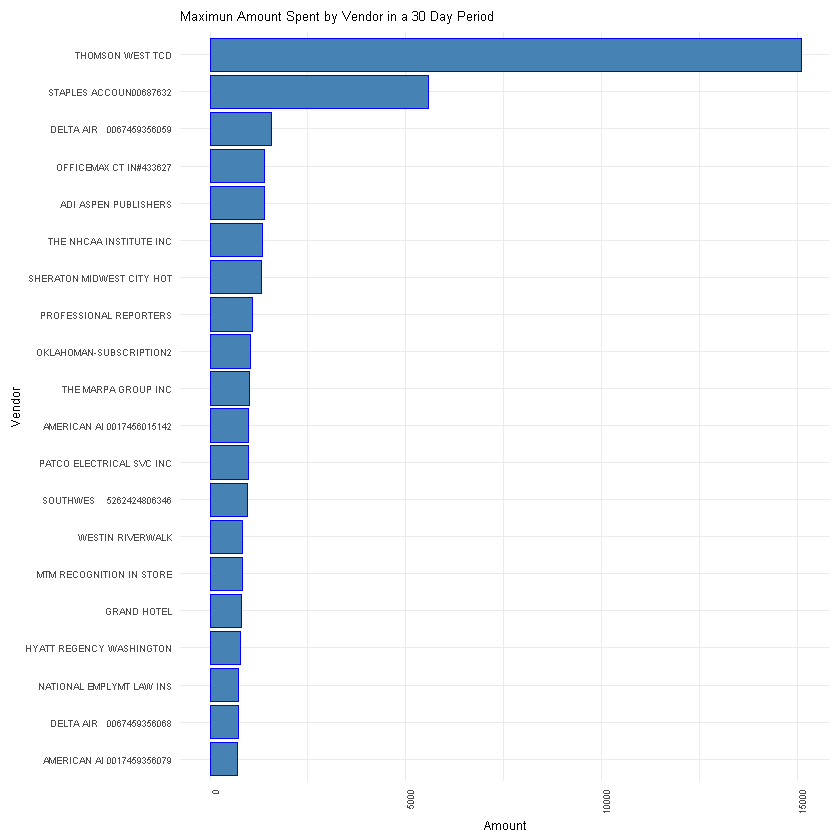 Maximun Amount Spent by Vendor in a 30 Day Period
THOMSON WEST TCD
STAPLES ACCOUN00687632
DELTA AIR   0067459356059
OFFICEMAX CT IN#433627
ADI ASPEN PUBLISHERS
THE NHCAA INSTITUTE INC
SHERATON MIDWEST CITY HOT
PROFESSIONAL REPORTERS
OKLAHOMAN-SUBSCRIPTION2
THE MARPA GROUP INC
AMERICAN AI 0017456015142
PATCO ELECTRICAL SVC INC
SOUTHWES    5262424806346
WESTIN RIVERWALK
MTM RECOGNITION IN STORE
GRAND HOTEL
HYATT REGENCY WASHINGTON
NATIONAL EMPLYMT LAW INS
DELTA AIR   0067459356068
AMERICAN AI 0017459356079
Vendor
0
5000
10000
15000
Amount